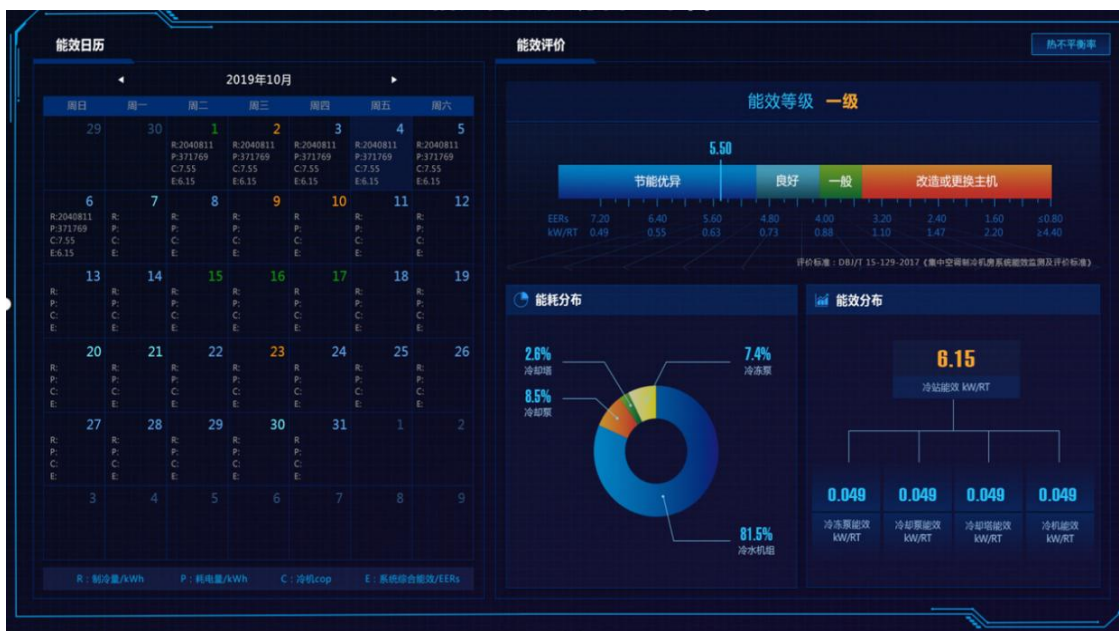 能效日历
2019年10月
周日 周一 周二 周三 周四 周五 周六
29 30 1 2 3 4 5
R:2040811 R:2040811 R:2040811 R:2040811 R:2040811
P:371769 P:371769 P:371769 P:371769 P:371769
C:7.55 C:7.55 C:7.55 C:7.55 C:7.55
E:6.15 E:6.15 E:6.15 E:6.15 E:6.15
6 7 8 9 10 11 12
R:2040811 R: R: R: R R: R:
P:371769 P: P: P: P: P: P:
C:7.55 C: C: C: C: C: C:
E:6.15 E: E: E: E: E: E:
13 14 15 16 17 18 19
R: R: R: R: R R: R:
P: P: P: P: P: P: P:
C: C: C: C: C: C: C:
E: E: E: E: E: E: E:
20 21 22 23 24 25 26
R: R: R: R: R R: R:
P: P: P: P: P: P: P:
C: C: C: C: C: C: C:
E: E: E: E: E: E: E:
27 28 29 30 31 1 2
R: R: R: R: R
P: P: P: P: P:
C: C: C: C: C:
E: E: E: E: E:
3 4 5 6 7 8 9
R：制冷量/kWh P：耗电量/kWh C：冷机cop E：系统综合能效/EERs
能效评价
热不平衡率
能效等级 一级
5.50
节能优异 良好 一般 改造或更换主机
EERs 7.20 6.40 5.60 4.80 4.00 3.20 2.40 1.60 ≤0.80
kW/RT 0.49 0.55 0.63 0.73 0.88 1.10 1.47 2.20 ≥4.40
评价标准：DBJ/T 15-129-2017《集中空调制冷机房系统能效监测及评价标准》
能耗分布
2.6%
冷却塔
7.4%
冷冻泵
8.5%
冷却泵
81.5%
冷水机组
能效分布
6.15
冷站能效 kW/RT
0.049 0.049 0.049 0.049
冷冻泵能效 冷却泵能效 冷却塔能效 冷机能效
kW/RT kW/RT kW/RT kW/RT